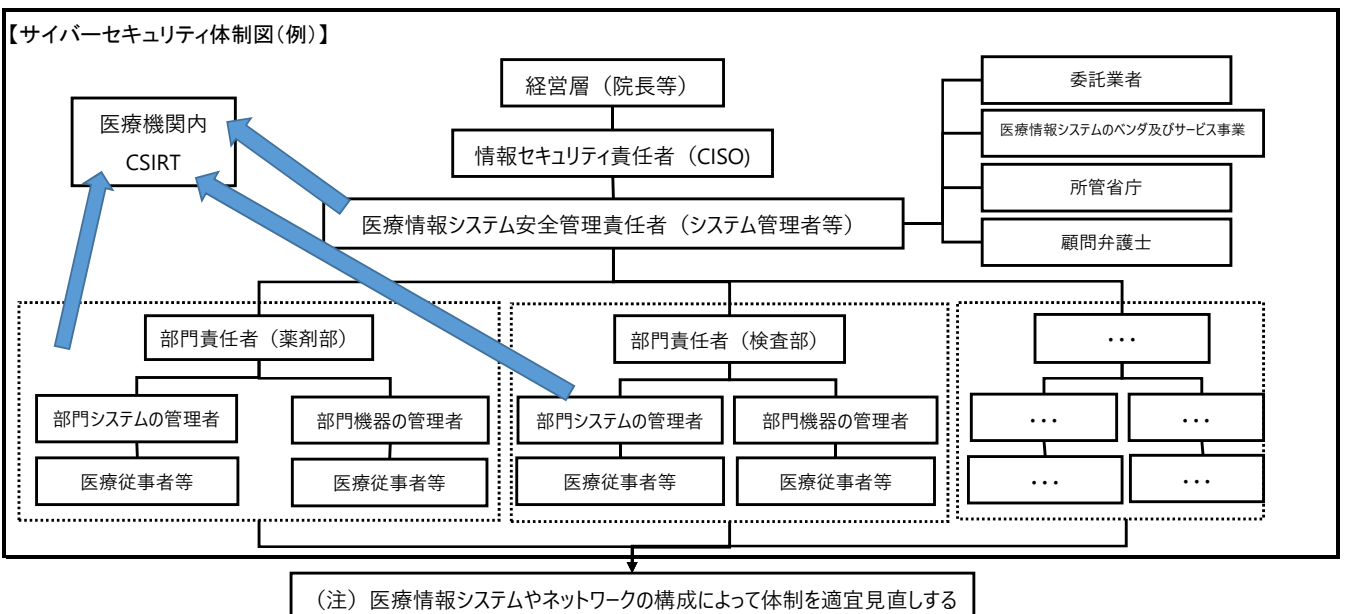 【サイバーセキュリティ体制図(例)】
経営層（院長等）
委託業者
医療機関内
CSIRT
医療情報システムのベンダ及びサービス事業
情報セキュリティ責任者（CISO)
所管省庁
医療情報システム安全管理責任者（システム管理者等）
顧問弁護士
部門責任者（薬剤部）
部門責任者（検査部）
・・・
部門システムの管理者
部門機器の管理者
部門システムの管理者
部門機器の管理者
・・・
・・・
医療従事者等
医療従事者等
医療従事者等
医療従事者等
・・・
・・・
（注）医療情報システムやネットワークの構成によって体制を適宜見直しする